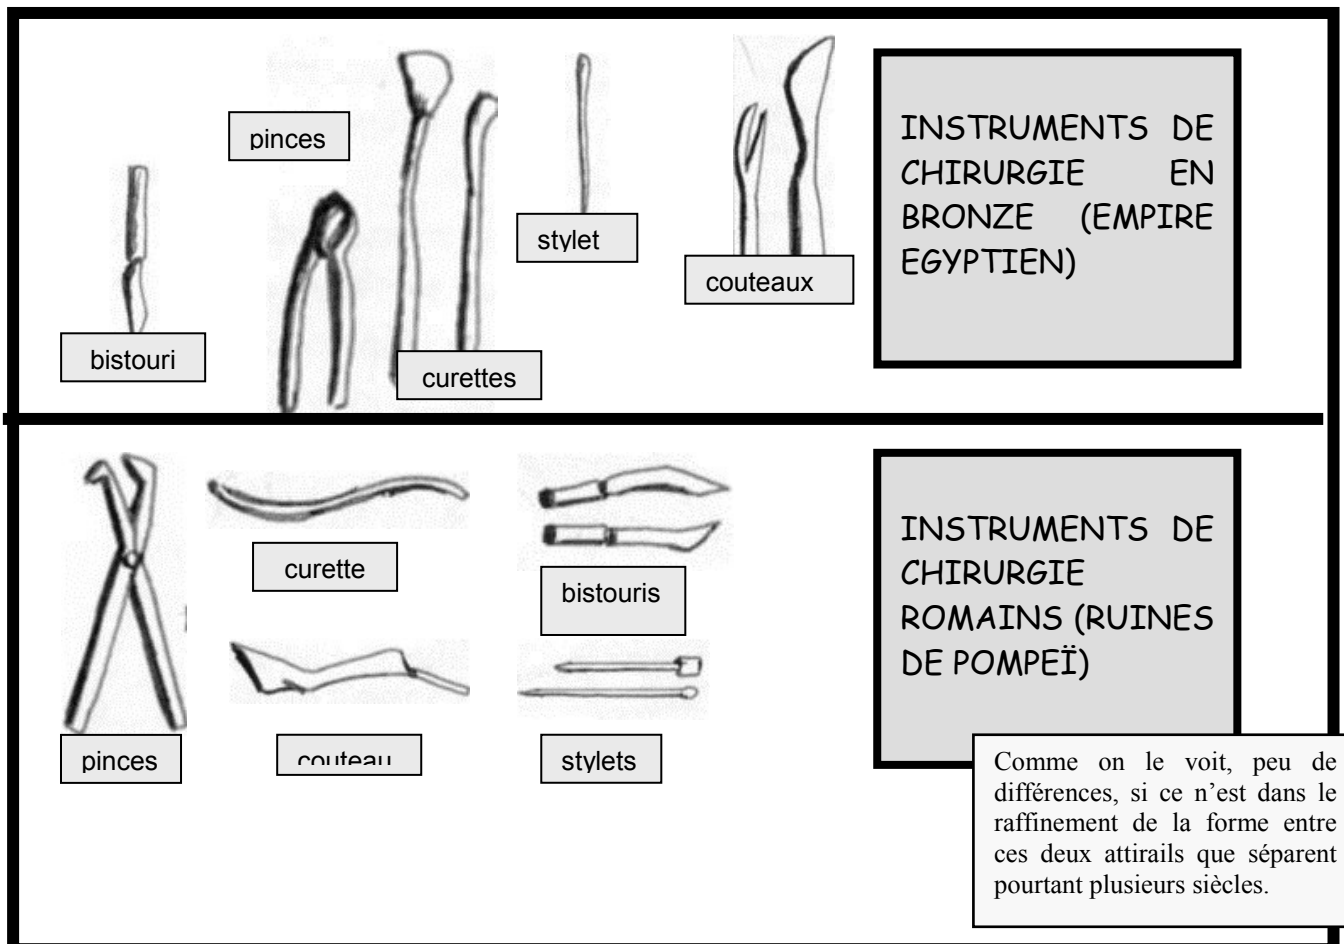 pinces
stylet
couteaux
bistouri
curettes
INSTRUMENTS DE
CHIRURGIE EN
BRONZE (EMPIRE
EGYPTIEN)
curette
bistouris
pinces
couteau
stylets
INSTRUMENTS DE
CHIRURGIE
ROMAINS (RUINES
DE POMPEÏ)
Comme on le voit, peu de
différences, si ce n’est dans le
raffinement de la forme entre
ces deux attirails que séparent
pourtant plusieurs siècles.